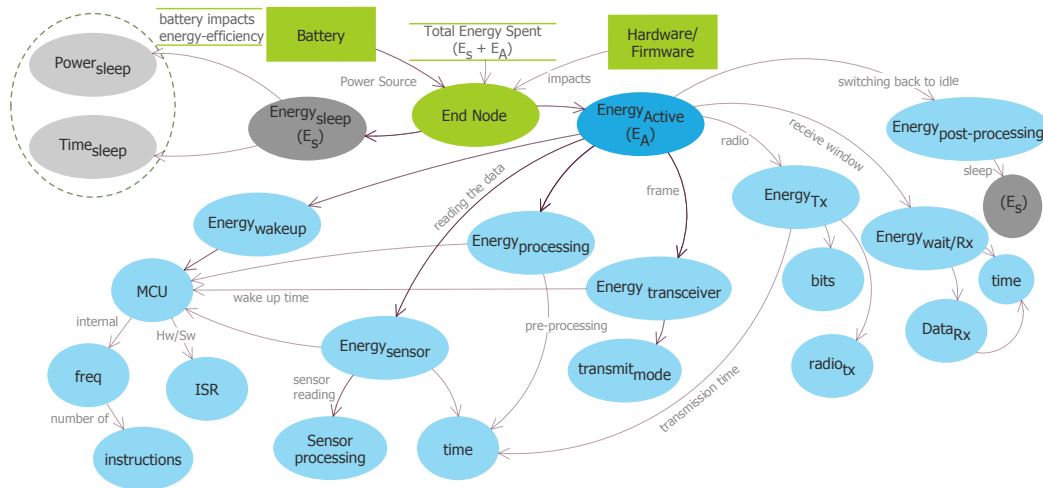 battery impacts
energy-efficiency
Battery
Total Energy Spent
(Es + EA)
Hardware/
Firmware
Powersleep
Power Source
impacts
switching back to idle
Energysleep
(Es)
End Node
EnergyActive
(EA)
Energypost-processing
Timesleep
radio
receive window
sleep
reading the data
frame
EnergyTx
(Es)
Energywakeup
Energyprocessing
Energywait/Rx
MCU
wake up time
Energy transceiver
bits
time
internal
Hw/Sw
pre-processing
Energysensor
DataRx
freq
ISR
sensor
reading
transmitmode
radiotx
transmission time
number of
instructions
Sensor
processing
time